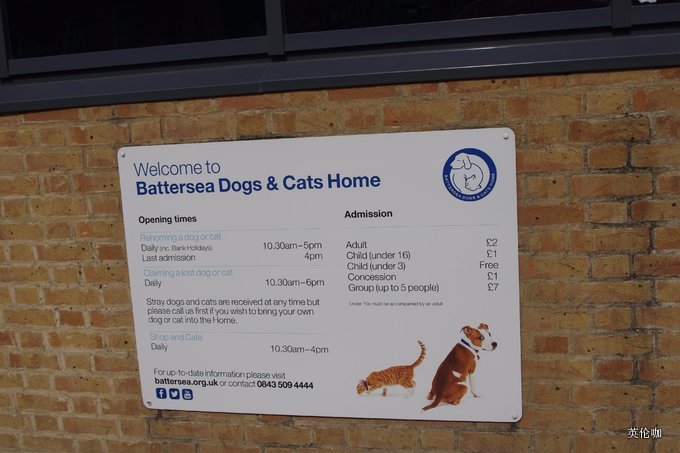 Welcome to
Battersea Dogs & Cats Home
BATTERSEA DOGS & CATS HOME
Opening times
Rehoming a dog or cat
Daily (inc. Bank Holidays) 10.30am–5pm
Last admission 4pm
Claiming a lost dog or cat
Daily 10.30am–6pm
Stray dogs and cats are received at any time but
please call us first if you wish to bring your own
dog or cat into the Home.
Shop and Café
Daily 10.30am–4pm
For up-to-date information please visit
battersea.org.uk or contact 0843 509 4444
Admission
Adult £2
Child (under 16) £1
Child (under 3) Free
Concession £1
Group (up to 5 people) £7
Under 16s must be accompanied by an adult
英伦咖